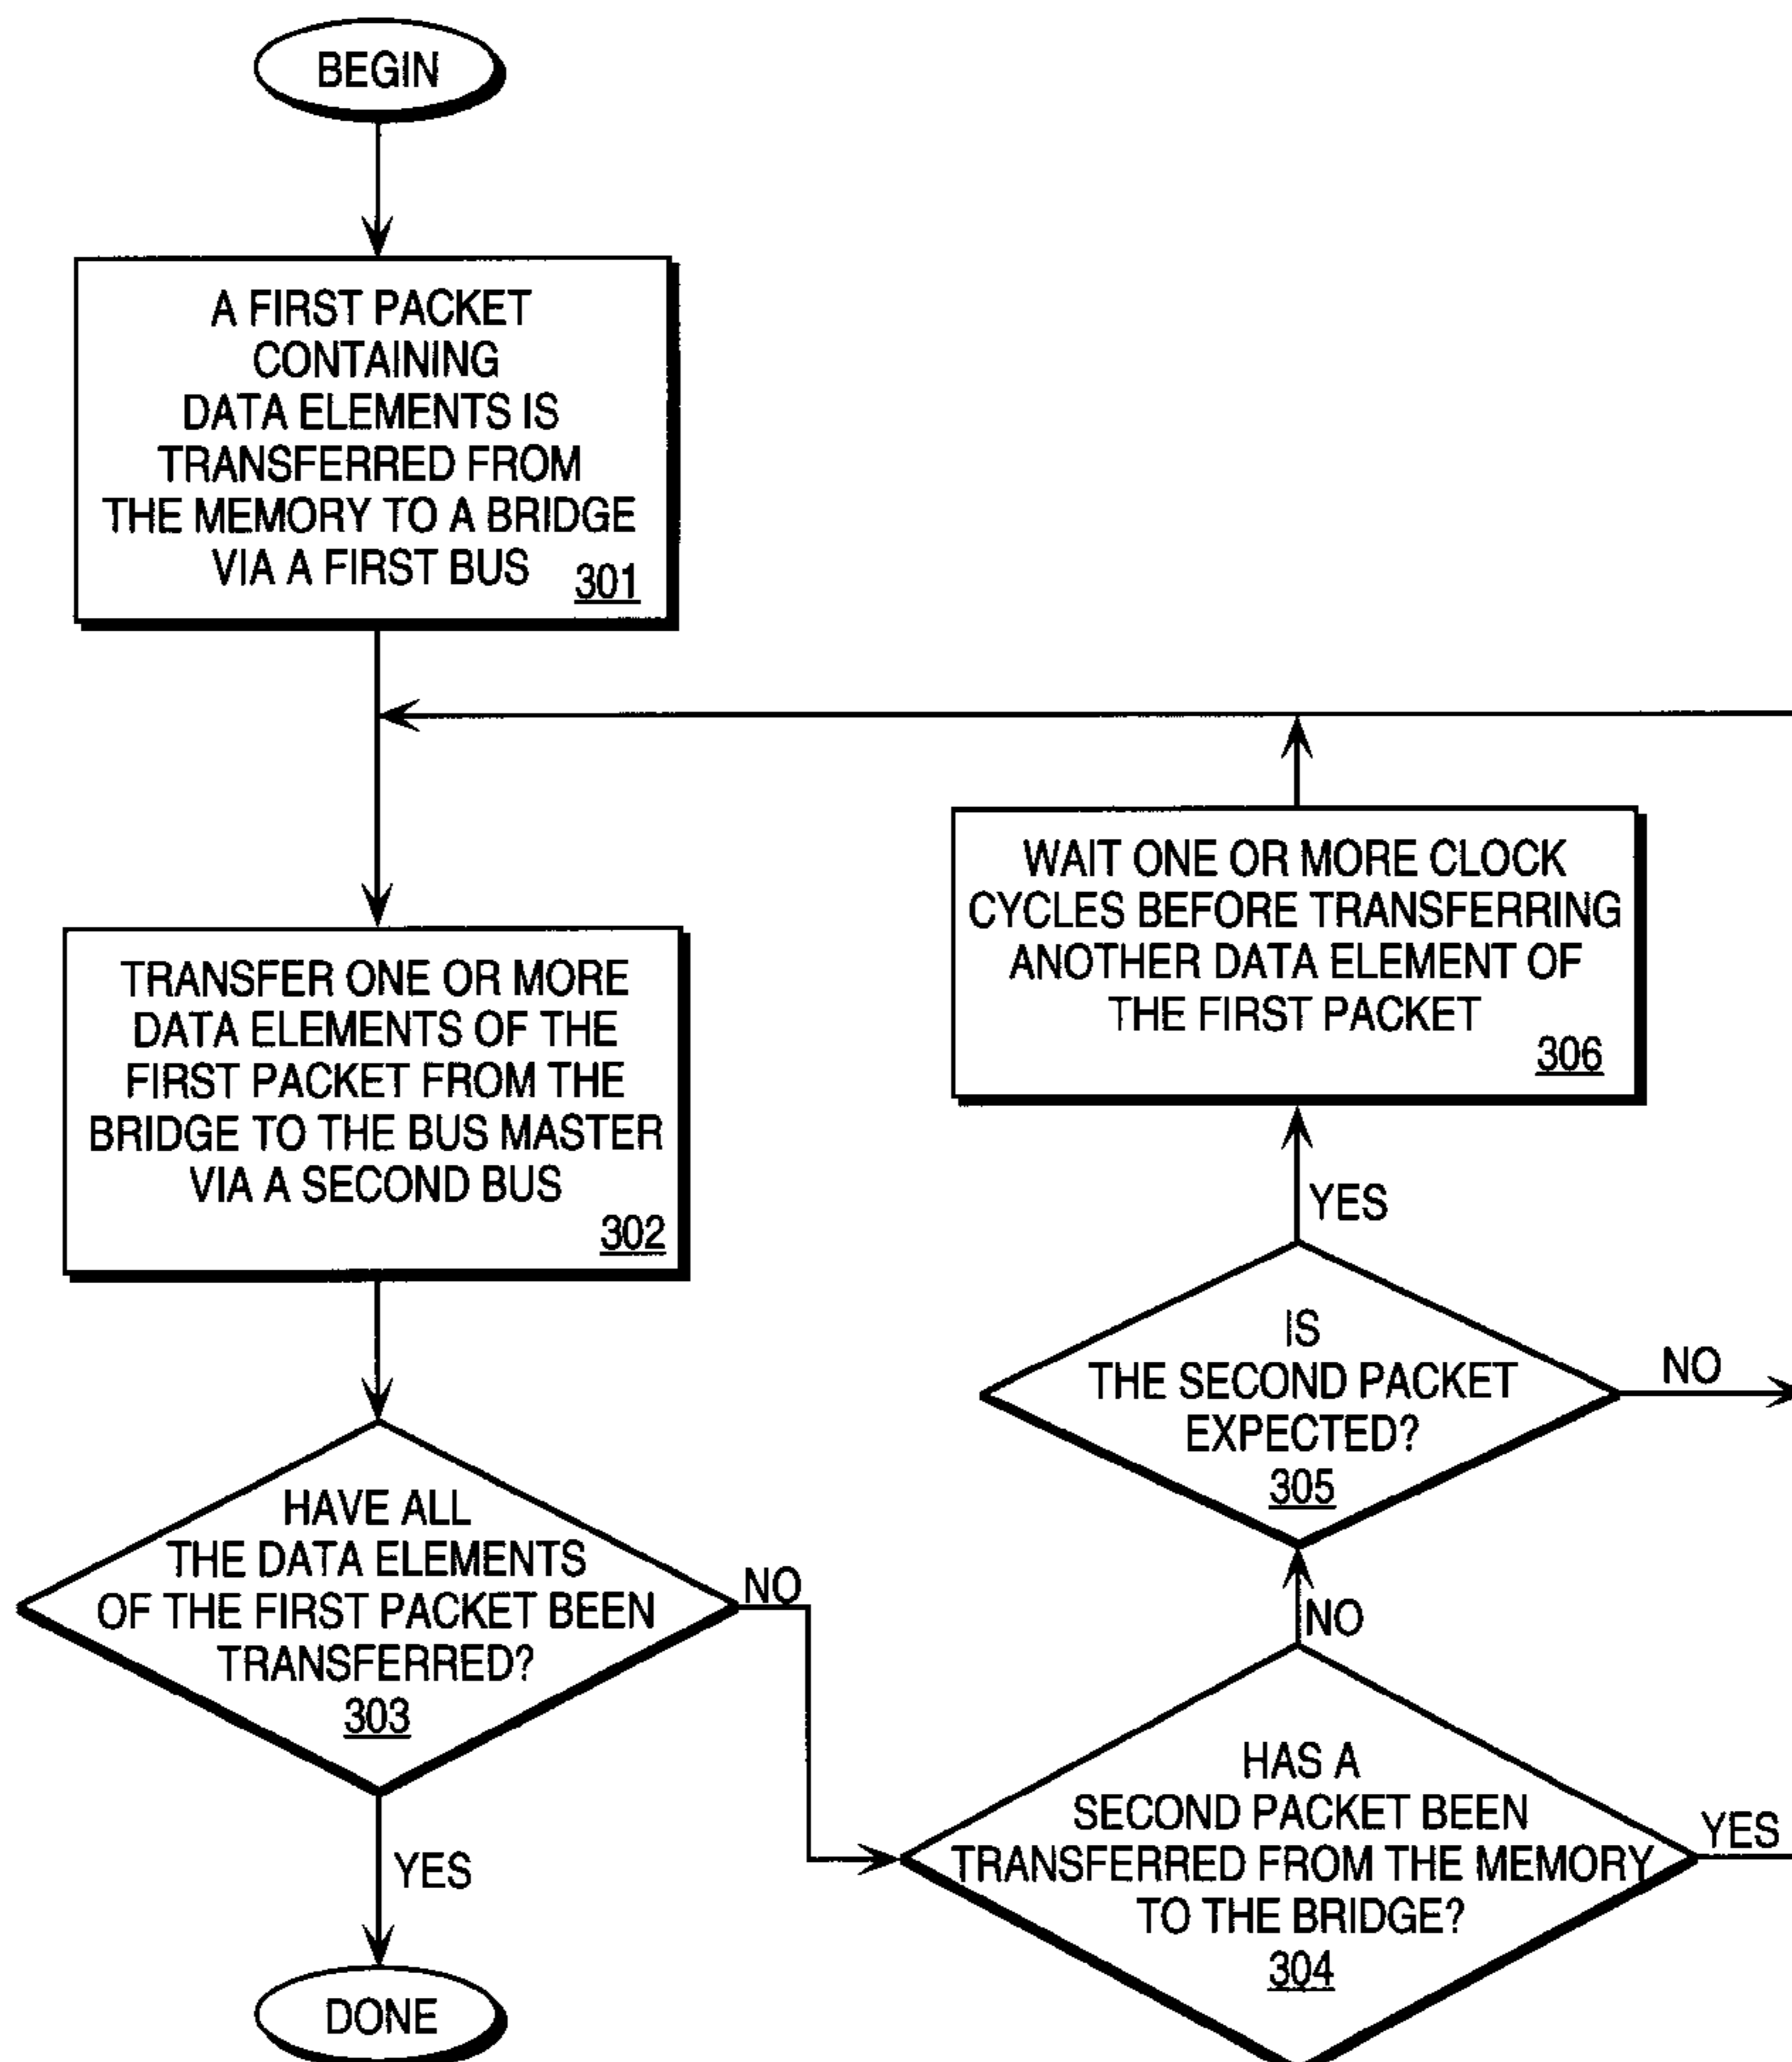 BEGIN
A FIRST PACKET
CONTAINING
DATA ELEMENTS IS
TRANSFERRED FROM
THE MEMORY TO A BRIDGE
VIA A FIRST BUS
301
TRANSFER ONE OR MORE
DATA ELEMENTS OF THE
FIRST PACKET FROM THE
BRIDGE TO THE BUS MASTER
VIA A SECOND BUS
302
HAVE ALL
THE DATA ELEMENTS
OF THE FIRST PACKET BEEN
TRANSFERRED?
303
NO
YES
DONE
WAIT ONE OR MORE CLOCK
CYCLES BEFORE TRANSFERRING
ANOTHER DATA ELEMENT OF
THE FIRST PACKET
306
YES
IS
THE SECOND PACKET
EXPECTED?
305
NO
NO
HAS A
SECOND PACKET BEEN
TRANSFERRED FROM THE MEMORY
TO THE BRIDGE?
304
YES